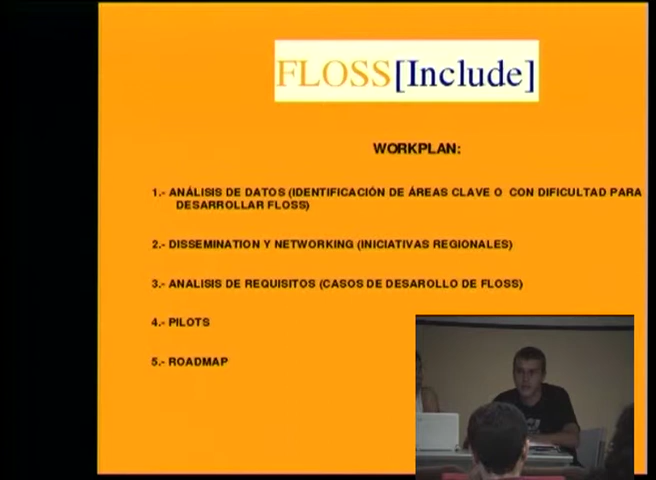 FLOSS[Include]
WORKPLAN:
1.- ANÁLISIS DE DATOS (IDENTIFICACIÓN DE ÁREAS CLAVE O CON DIFICULTAD PARA
DESARROLLAR FLOSS)
2.- DISSEMINATION Y NETWORKING (INICIATIVAS REGIONALES)
3.- ANALISIS DE REQUISITOS (CASOS DE DESAROLLO DE FLOSS)
4.- PILOTS
5.- ROADMAP